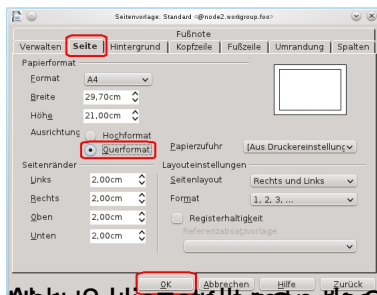 Seitenvorlage: Standard <@node2.workgroup.foo>
Fußnote
Verwalten Seite Hintergrund Kopfzeile Fußzeile Umrandung Spalten
Papierformat
Format A4
Breite 29,70cm
Höhe 21,00cm
Ausrichtung Hochformat
Querformat
Papierzufuhr [Aus Druckereinstellung
Seitenränder Layouteinstellungen
Links 2,00cm Seitenlayout Rechts und Links
Rechts 2,00cm Format 1, 2, 3, ...
Oben 2,00cm Registerhaltigkeit
Referenzabsatzvorlage
Unten 2,00cm
OK Abbrechen Hilfe Zurück